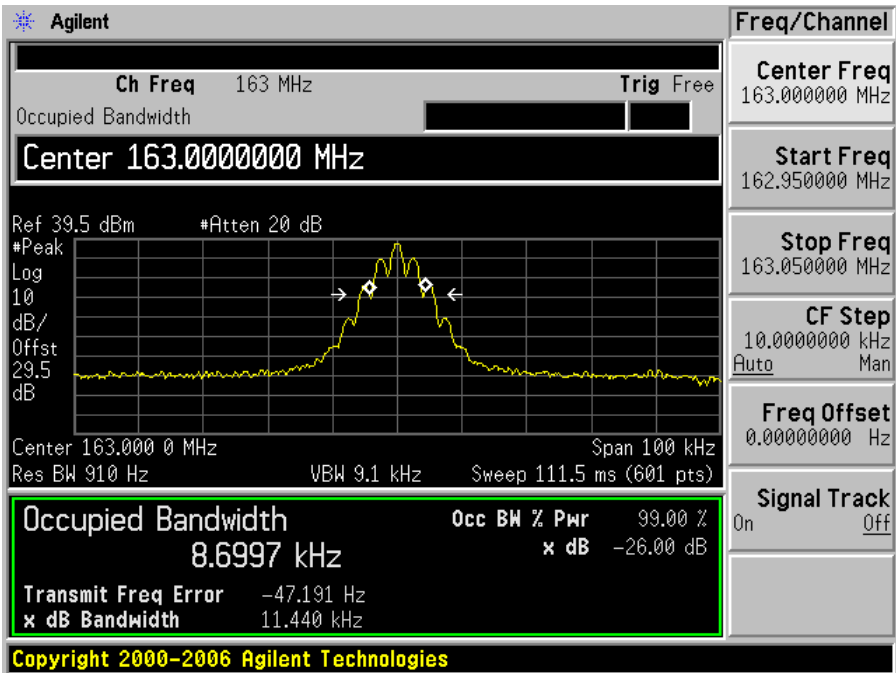 Agilent
Freq/Channel
Ch Freq 163 MHz Trig Free
Occupied Bandwidth
Center 163.0000000 MHz
Ref 39.5 dBm #Atten 20 dB
#Peak
Log
10
dB/
Offst
29.5
dB
Center 163.000 0 MHz Span 100 kHz
Res BW 910 Hz VBW 9.1 kHz Sweep 111.5 ms (601 pts)
Occupied Bandwidth
8.6997 kHz
Occ BW % Pwr 99.00 %
x dB -26.00 dB
Transmit Freq Error -47.191 Hz
x dB Bandwidth 11.440 kHz
Copyright 2000-2006 Agilent Technologies
Center Freq
163.000000 MHz
Start Freq
162.950000 MHz
Stop Freq
163.050000 MHz
CF Step
10.0000000 kHz
Auto Man
Freq Offset
0.00000000 Hz
Signal Track
On Off